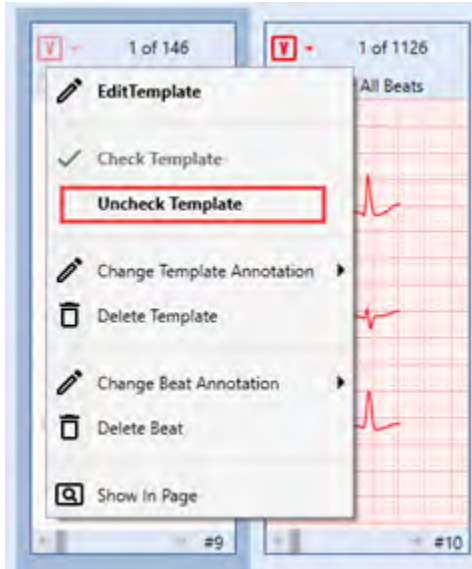 V 1 of 146
V 1 of 1126
All Beats
EditTemplate
Check Template
Uncheck Template
Change Template Annotation
Delete Template
Change Beat Annotation
Delete Beat
Show In Page
#9
#10